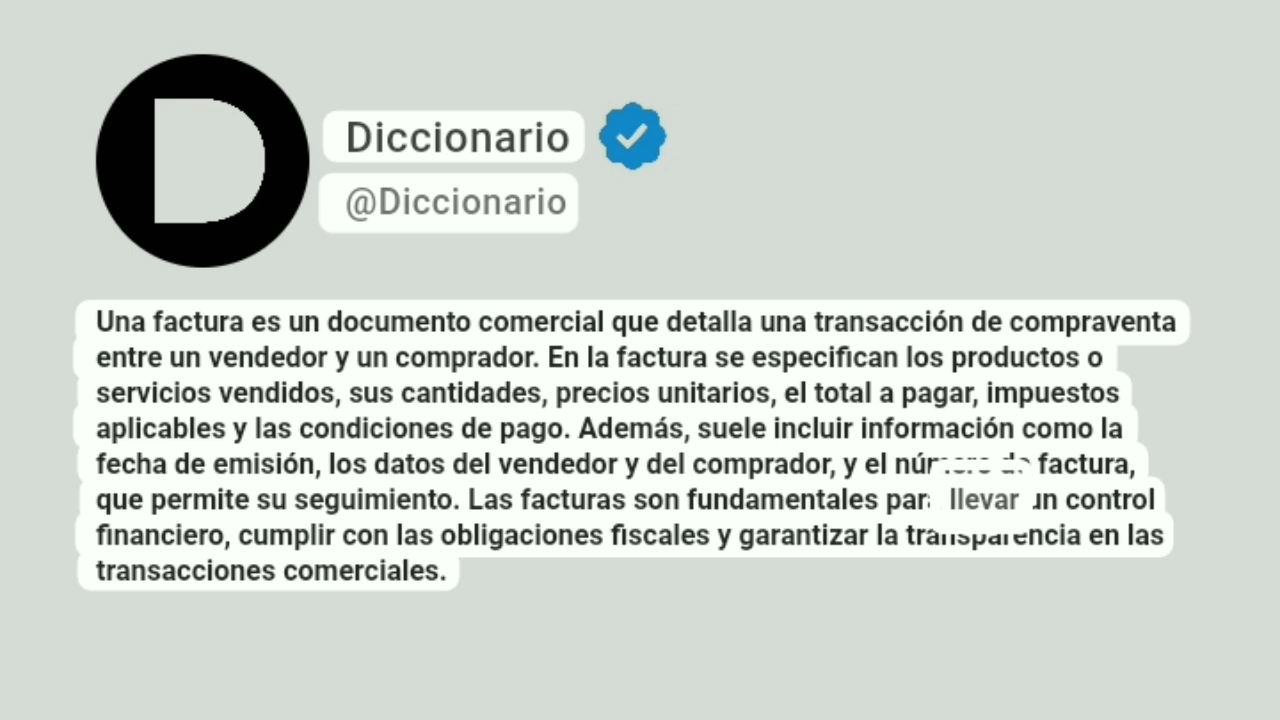 Diccionario
@Diccionario
Una factura es un documento comercial que detalla una transacción de compraventa
entre un vendedor y un comprador. En la factura se especifican los productos o
servicios vendidos, sus cantidades, precios unitarios, el total a pagar, impuestos
aplicables y las condiciones de pago. Además, suele incluir información como la
fecha de emisión, los datos del vendedor y del comprador, y el número de factura,
que permite su seguimiento. Las facturas son fundamentales para llevar un control
financiero, cumplir con las obligaciones fiscales y garantizar la transparencia en las
transacciones comerciales.